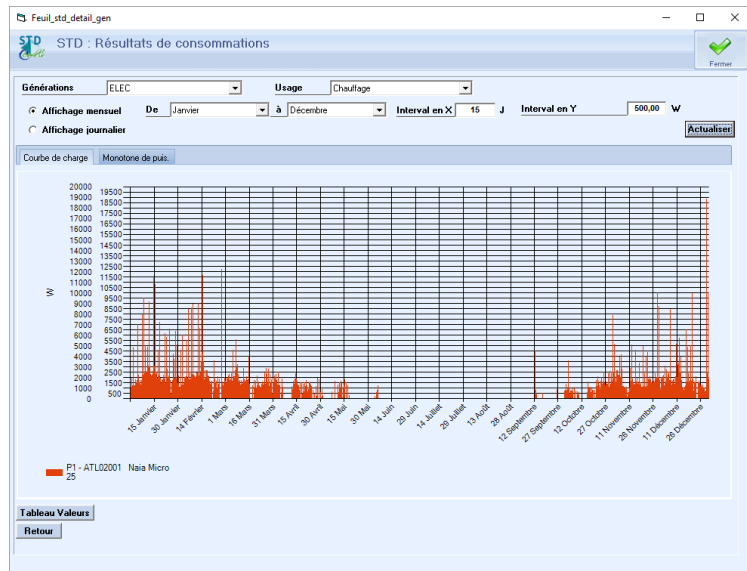 Feuil_std_detail_gen
STD : Résultats de consommations
Fermer
Générations ELEC Usage Chauffage
Affichage mensuel De Janvier à Décembre Interval en X 15 J Interval en Y 500,00 W
Affichage journalier
Actualiser
Courbe de charge Monotone de puis.
20000
19500
19000
18500
18000
17500
17000
16500
16000
15500
15000
14500
14000
13500
13000
12500
12000
11500
11000
10500
10000
9500
9000
8500
8000
7500
7000
6500
6000
5500
5000
4500
4000
3500
3000
2500
2000
1500
1000
500
0
W
15 Janvier
30 Janvier
14 Février
1 Mars
16 Mars
31 Mars
15 Avril
30 Avril
15 Mai
30 Mai
14 Juin
29 Juin
14 Juillet
29 Juillet
13 Août
28 Août
12 Septembre
27 Septembre
12 Octobre
27 Octobre
11 Novembre
26 Novembre
11 Décembre
26 Décembre
P1 - ATL02001 Naia Micro
25
Tableau Valeurs
Retour